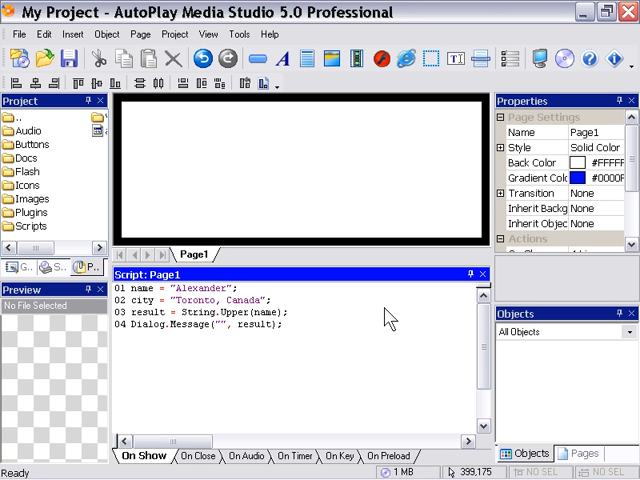 My Project - AutoPlay Media Studio 5.0 Professional
File Edit Insert Object Page Project View Tools Help
Project
..
Audio
Buttons
Docs
Flash
Icons
Images
Plugins
Scripts
G... S... P...
Preview
No File Selected
Page1
Script: Page1
01 name = "Alexander";
02 city = "Toronto, Canada";
03 result = String.Upper(name);
04 Dialog.Message("", result);
On Show On Close On Audio On Timer On Key On Preload
Properties
Page Settings
Name Page1
Style Solid Color
Back Color #FFFFF
Gradient Colo #0000F
Transition None
Inherit Backg None
Inherit Objec None
Actions
Objects
All Objects
Objects Pages
Ready 1 MB 399,175 NO SEL NO SEL